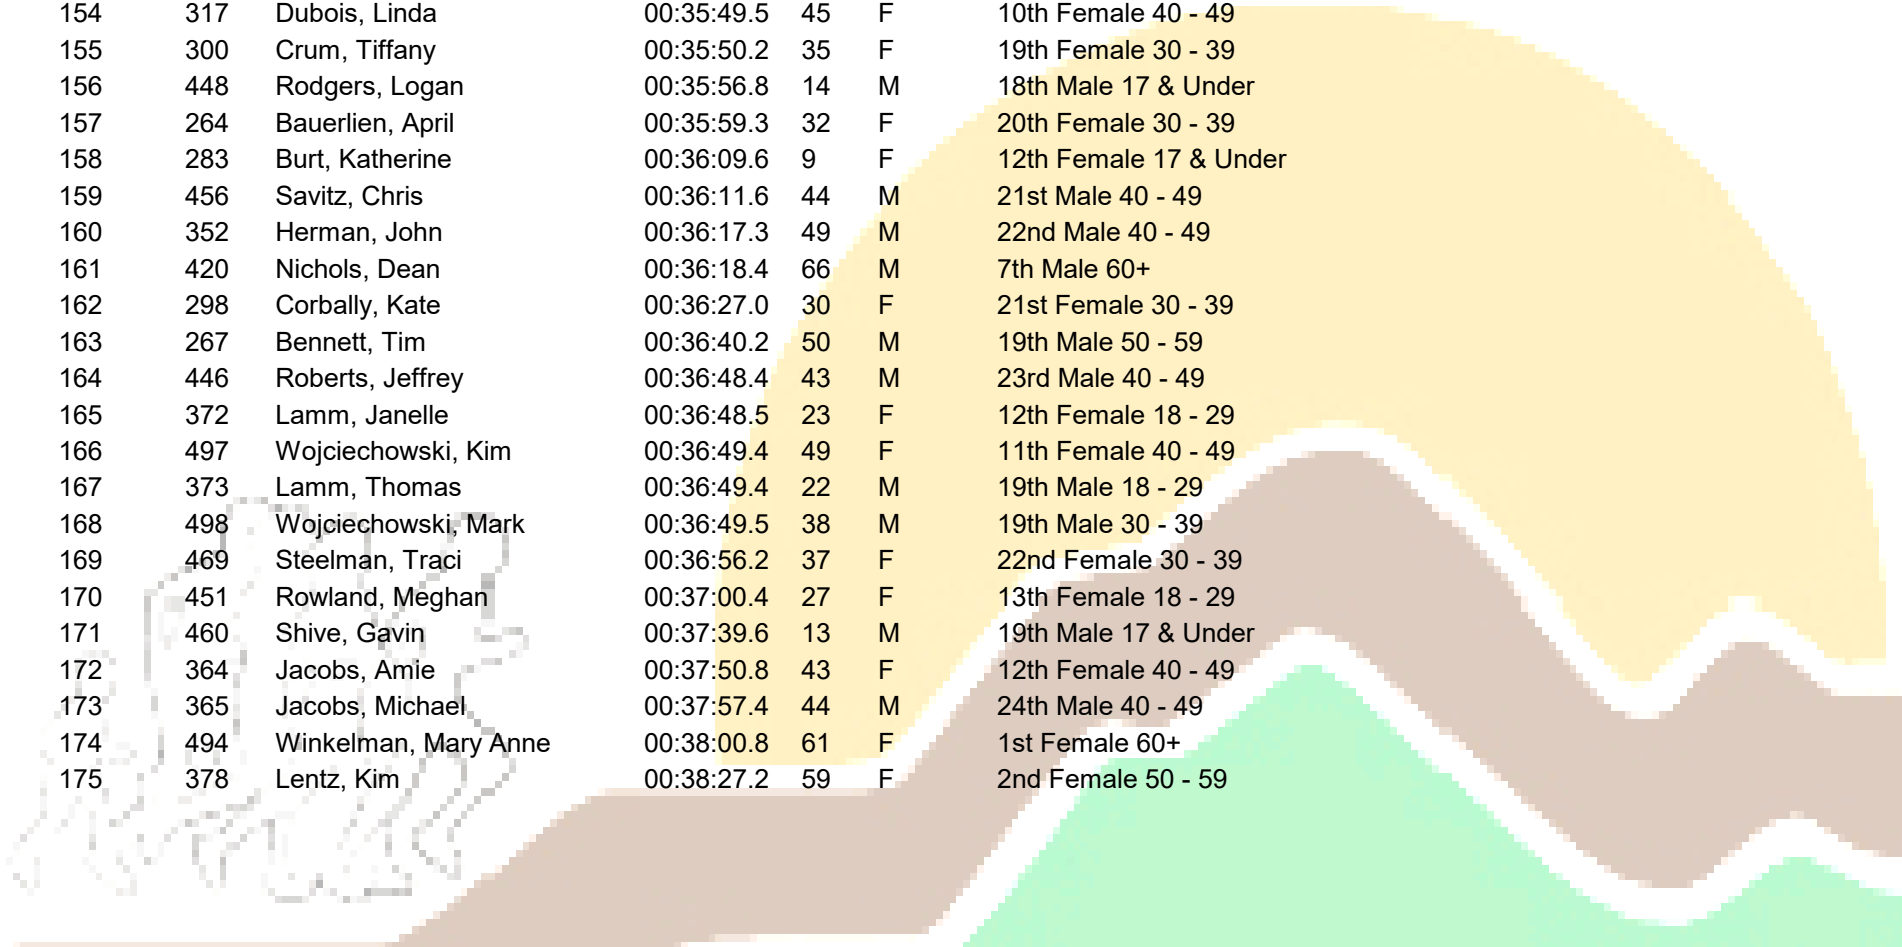 154 317 Dubois, Linda 00:35:49.5 45 F 10th Female 40 - 49
155 300 Crum, Tiffany 00:35:50.2 35 F 19th Female 30 - 39
156 448 Rodgers, Logan 00:35:56.8 14 M 18th Male 17 & Under
157 264 Bauerlien, April 00:35:59.3 32 F 20th Female 30 - 39
158 283 Burt, Katherine 00:36:09.6 9 F 12th Female 17 & Under
159 456 Savitz, Chris 00:36:11.6 44 M 21st Male 40 - 49
160 352 Herman, John 00:36:17.3 49 M 22nd Male 40 - 49
161 420 Nichols, Dean 00:36:18.4 66 M 7th Male 60+
162 298 Corbally, Kate 00:36:27.0 30 F 21st Female 30 - 39
163 267 Bennett, Tim 00:36:40.2 50 M 19th Male 50 - 59
164 446 Roberts, Jeffrey 00:36:48.4 43 M 23rd Male 40 - 49
165 372 Lamm, Janelle 00:36:48.5 23 F 12th Female 18 - 29
166 497 Wojciechowski, Kim 00:36:49.4 49 F 11th Female 40 - 49
167 373 Lamm, Thomas 00:36:49.4 22 M 19th Male 18 - 29
168 498 Wojciechowski, Mark 00:36:49.5 38 M 19th Male 30 - 39
169 469 Steelman, Traci 00:36:56.2 37 F 22nd Female 30 - 39
170 451 Rowland, Meghan 00:37:00.4 27 F 13th Female 18 - 29
171 460 Shive, Gavin 00:37:39.6 13 M 19th Male 17 & Under
172 364 Jacobs, Amie 00:37:50.8 43 F 12th Female 40 - 49
173 365 Jacobs, Michael 00:37:57.4 44 M 24th Male 40 - 49
174 494 Winkelman, Mary Anne 00:38:00.8 61 F 1st Female 60+
175 378 Lentz, Kim 00:38:27.2 59 F 2nd Female 50 - 59